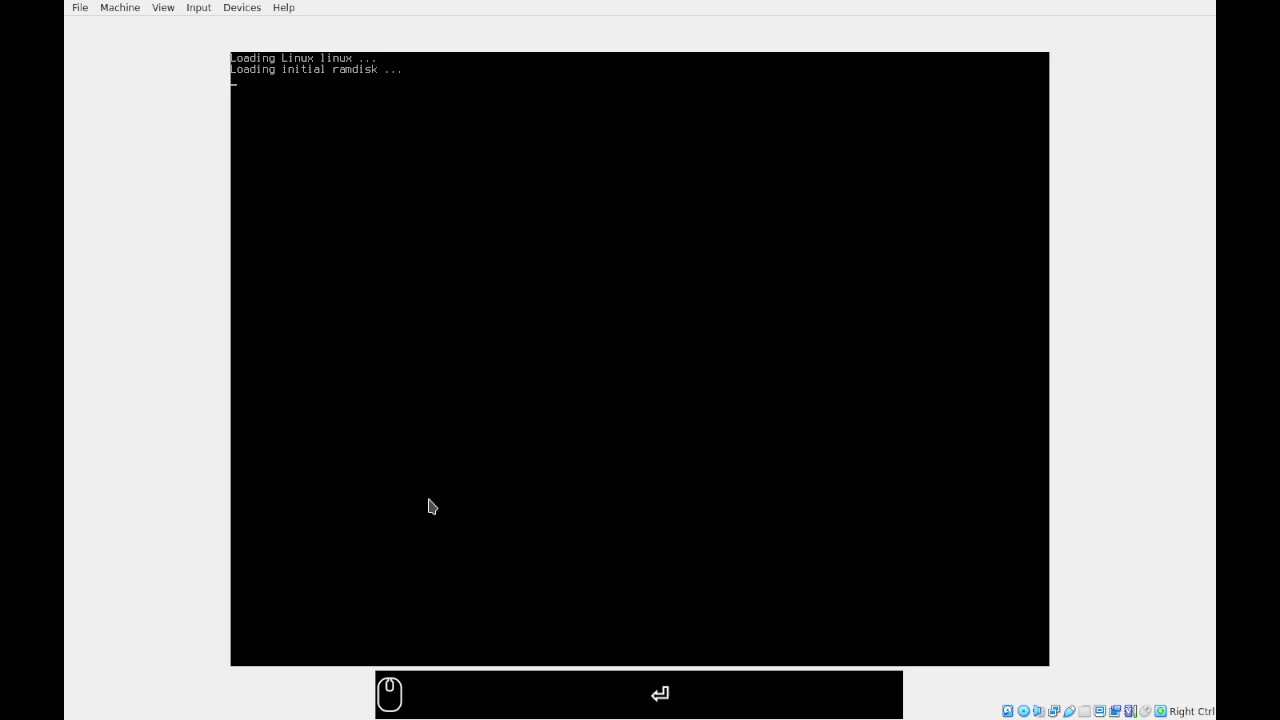 File Machine View Input Devices Help
Loading Linux linux ...
Loading initial ramdisk ...
Right Ctrl